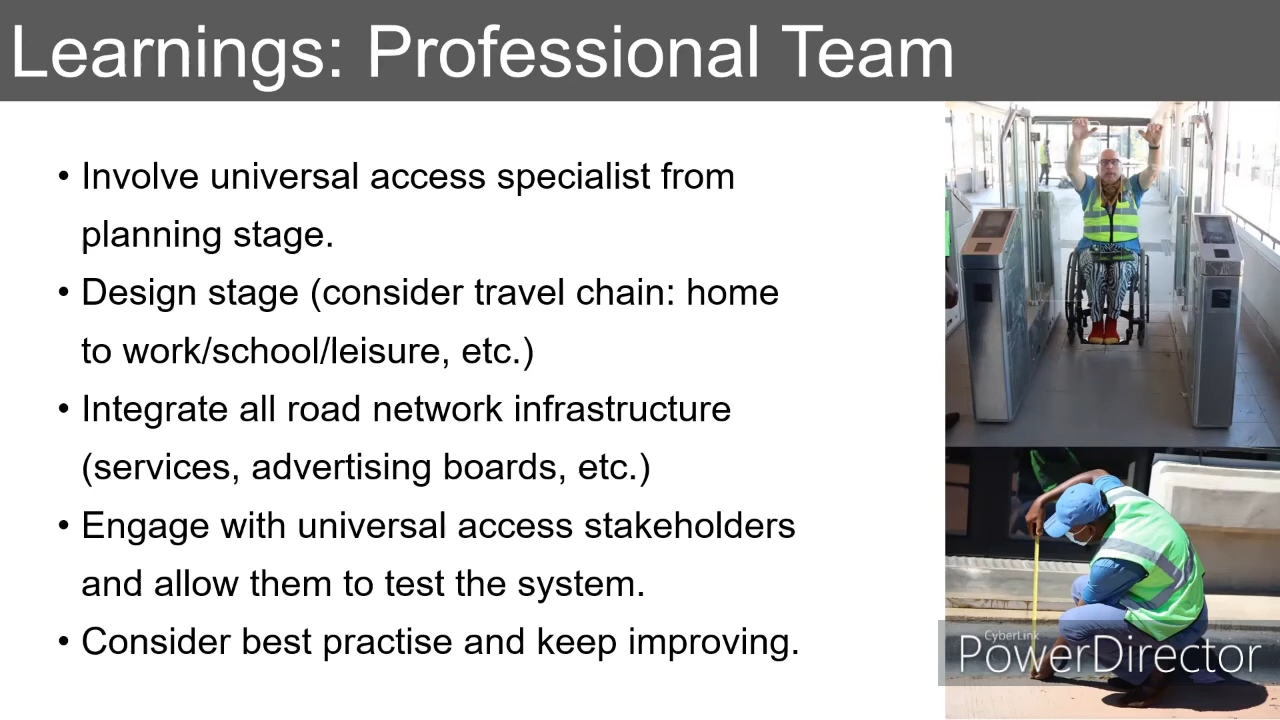 Learnings: Professional Team
• Involve universal access specialist from
planning stage.
• Design stage (consider travel chain: home
to work/school/leisure, etc.)
• Integrate all road network infrastructure
(services, advertising boards, etc.)
• Engage with universal access stakeholders
and allow them to test the system.
• Consider best practise and keep improving.
CyberLink
PowerDirector